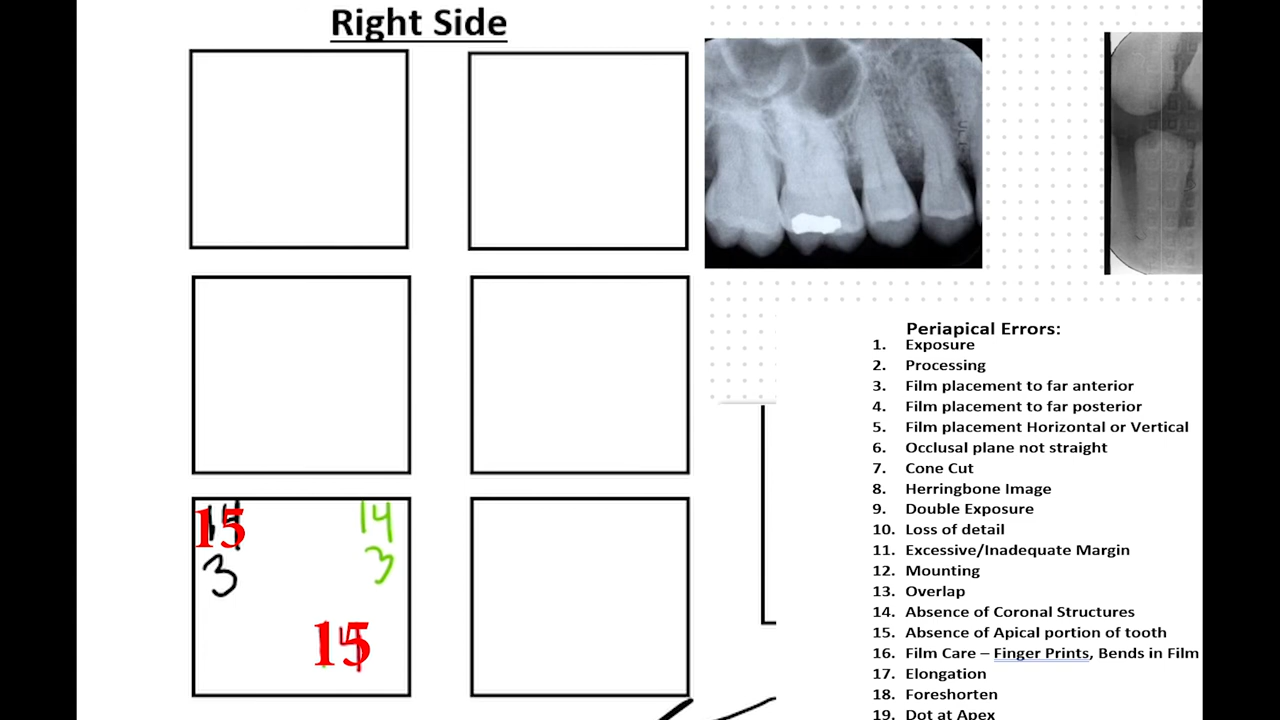 Right Side
Periapical Errors:
1. Exposure
2. Processing
3. Film placement to far anterior
4. Film placement to far posterior
5. Film placement Horizontal or Vertical
6. Occlusal plane not straight
7. Cone Cut
8. Herringbone Image
9. Double Exposure
10. Loss of detail
11. Excessive/Inadequate Margin
12. Mounting
13. Overlap
14. Absence of Coronal Structures
15. Absence of Apical portion of tooth
16. Film Care – Finger Prints, Bends in Film
17. Elongation
18. Foreshorten
19. Dot at Apex
15
14
3
3
15